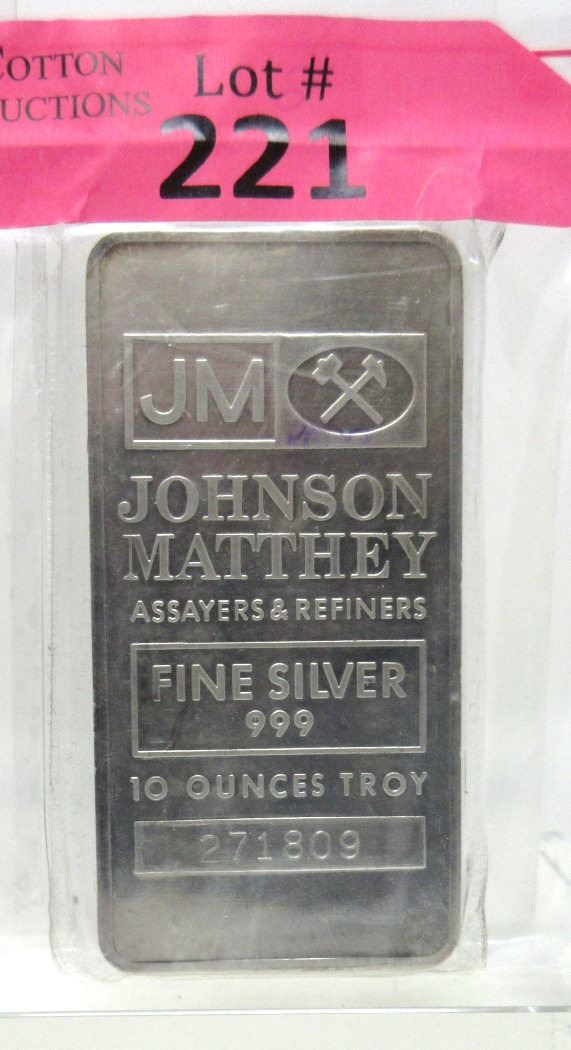 COTTON
UCTIONS
Lot #
221
JM
JOHNSON
MATTHEY
ASSAYERS & REFINERS
FINE SILVER
999
10 OUNCES TROY
271809